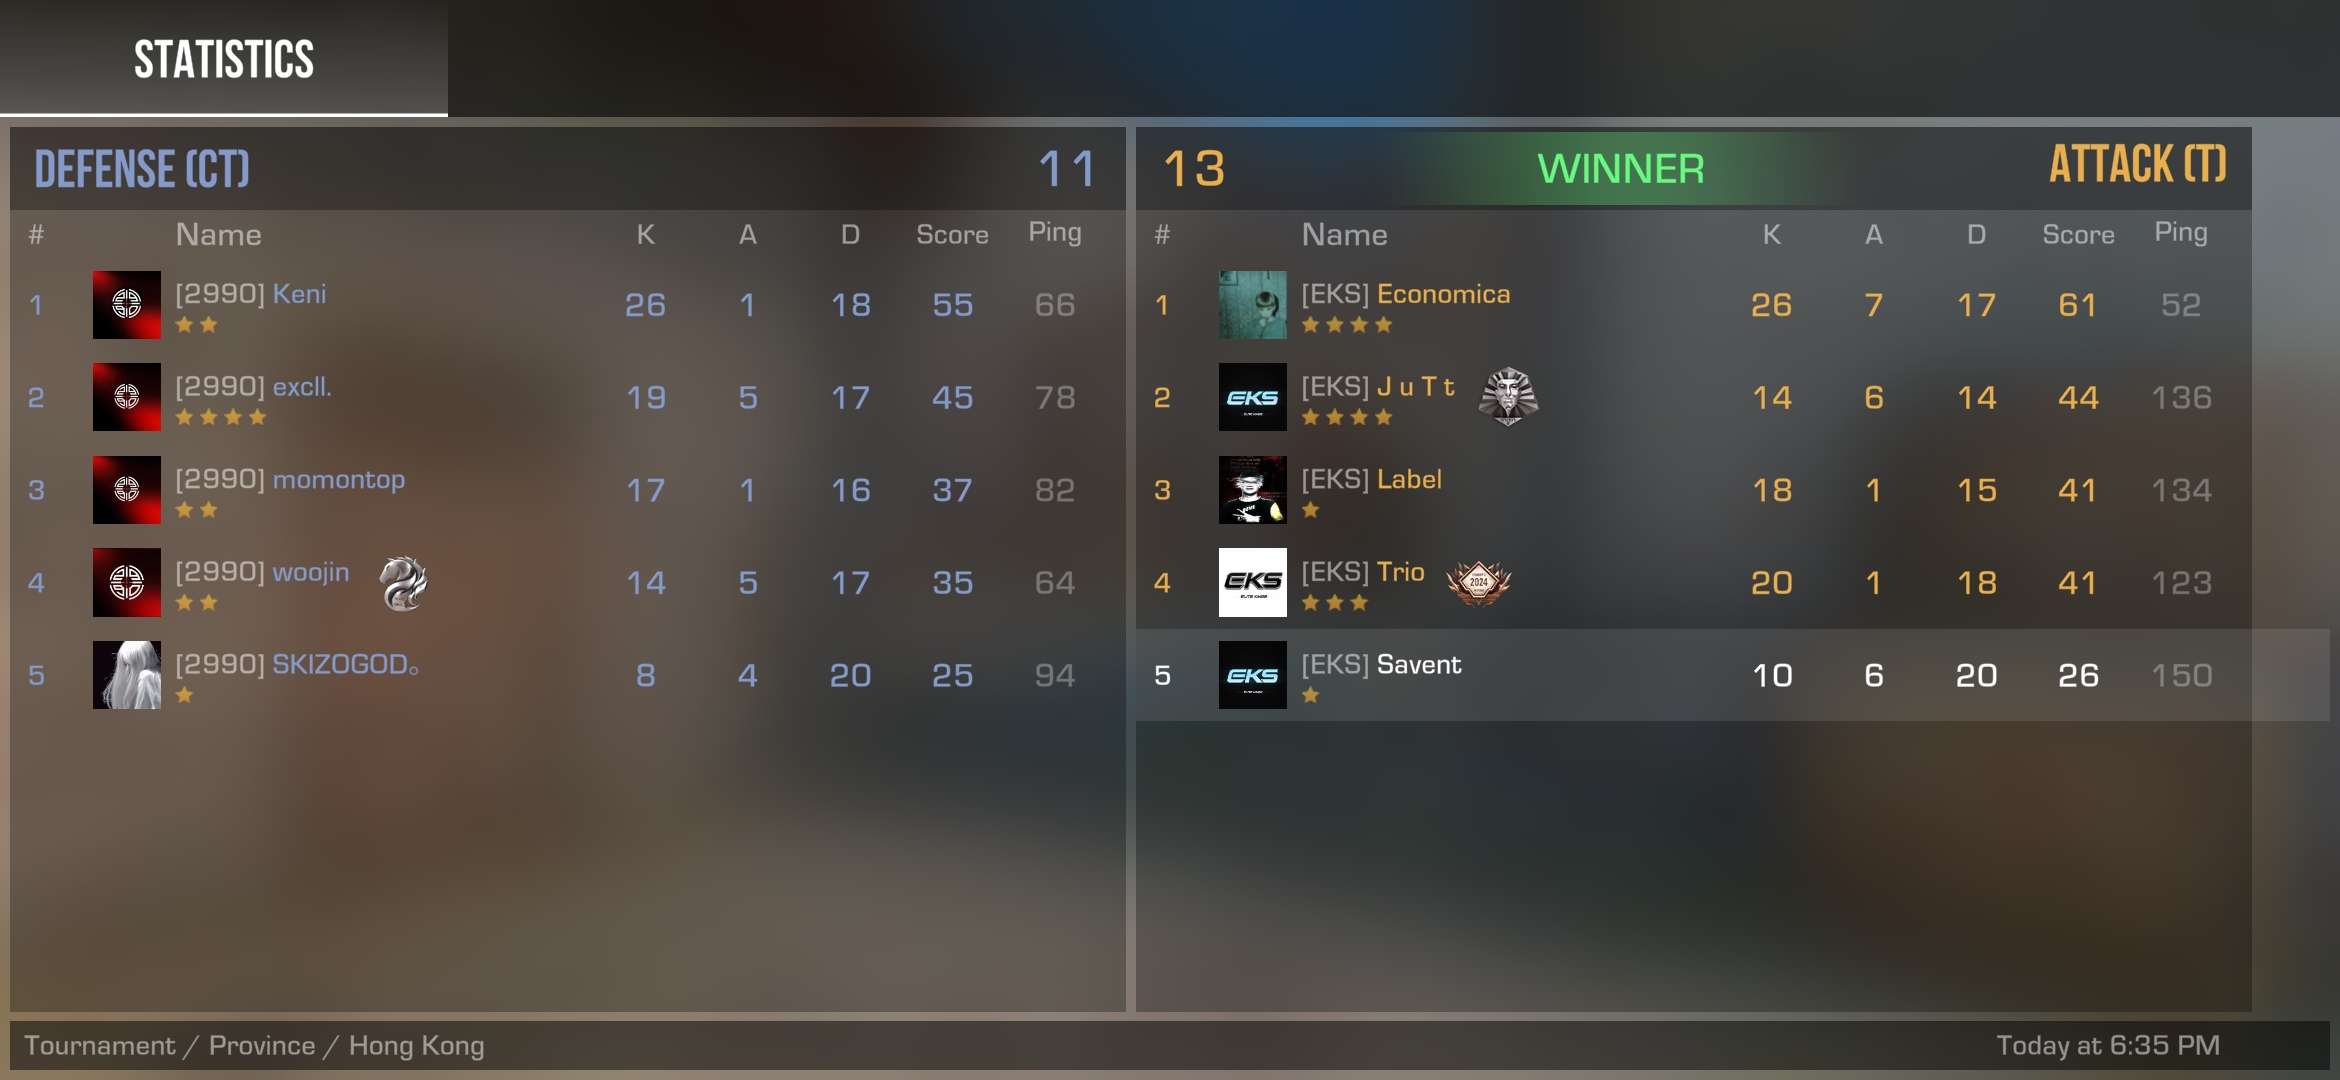 STATISTICS
DEFENSE (CT) 11
# Name K A D Score Ping
1 [2990] Keni 26 1 18 55 66
2 [2990] excll. 19 5 17 45 78
3 [2990] momontop 17 1 16 37 82
4 [2990] woojin 14 5 17 35 64
5 [2990] SKIZOGOD。 8 4 20 25 94
13 WINNER ATTACK (T)
# Name K A D Score Ping
1 [EKS] Economica 26 7 17 61 52
EKS
2 [EKS] J u T t 14 6 14 44 136
3 [EKS] Label 18 1 15 41 134
EKS
4 [EKS] Trio 2024 20 1 18 41 123
EKS
5 [EKS] Savent 10 6 20 26 150
Tournament / Province / Hong Kong
Today at 6:35 PM